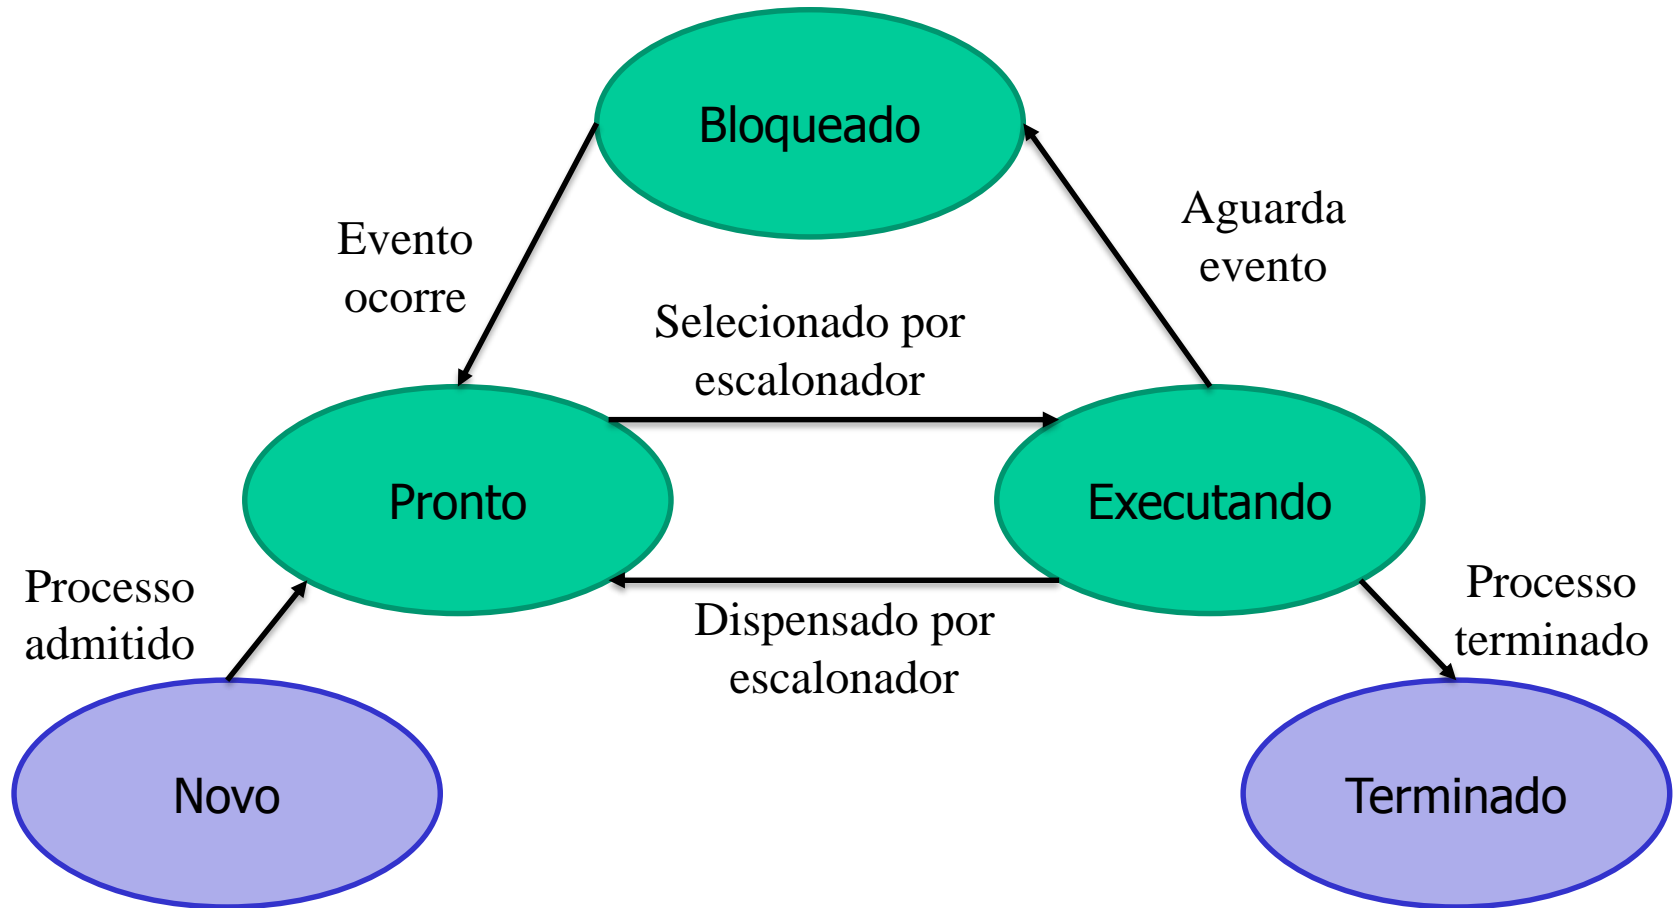 Bloqueado
Evento
ocorre
Aguarda
evento
Selecionado por
escalonador
Pronto
Executando
Processo
admitido
Dispensado por
escalonador
Processo
terminado
Novo
Terminado